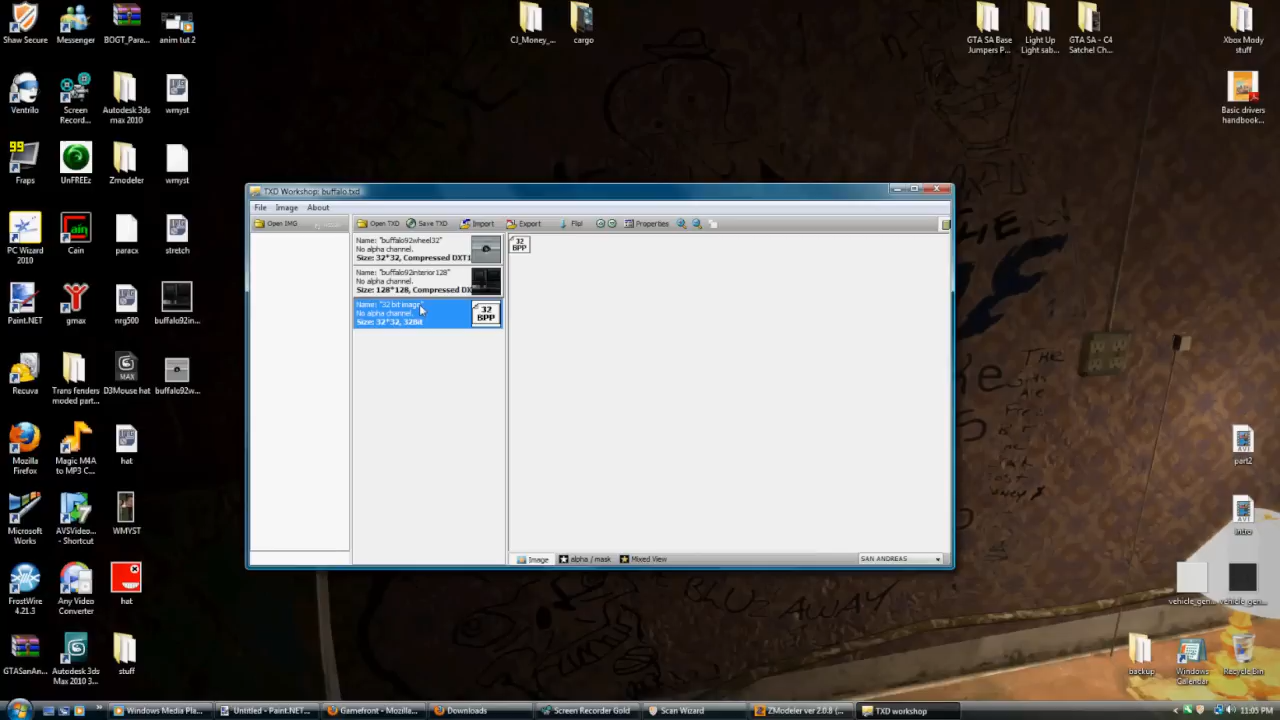 Shaw Secure
Messenger
BOGT_Para...
anim tut 2
CJ_Money_...
cargo
GTA SA Base Jumpers P...
Light Up Light sab...
GTA SA - C4 Satchel Ch...
Xbox Mody stuff
Ventrilo
Screen Record...
Autodesk 3ds max 2010
wmyst
Basic drivers handbook...
99
Fraps
UnFREEz
Zmodeler
wmyst
TXD Workshop: buffalo.txd
File Image About
Open IMG
Open TXD Save TXD Import Export Flip! Properties
PC Wizard 2010
Cain
paracx
stretch
Name: "buffalo92wheel32"
No alpha channel.
Size: 32*32, Compressed DXT1
Name: "buffalo92interior128"
No alpha channel.
Size: 128*128, Compressed DX
Name: "32 bit image"
No alpha channel.
Size: 32*32, 32Bit
32 BPP
32 BPP
Paint.NET
gmax
nrg500
buffalo92in...
Recuva
Trans fenders moded part...
D3Mouse hat
buffalo92w...
Mozilla Firefox
Magic M4A to MP3 C...
hat
part2
Microsoft Works
AVSVideo... - Shortcut
WMYST
intro
Image alpha / mask Mixed View SAN ANDREAS
FrostWire 4.21.3
Any Video Converter
hat
vehicle_gen...
vehicle_gen...
GTASanAn...
Autodesk 3ds Max 2010 3...
stuff
backup
Windows Calendar
Recycle Bin
Windows Media Pla...
Untitled - Paint.NET...
Gamefront - Mozilla...
Downloads
Screen Recorder Gold
Scan Wizard
ZModeler ver 2.0.8 (...
TXD workshop
11:05 PM